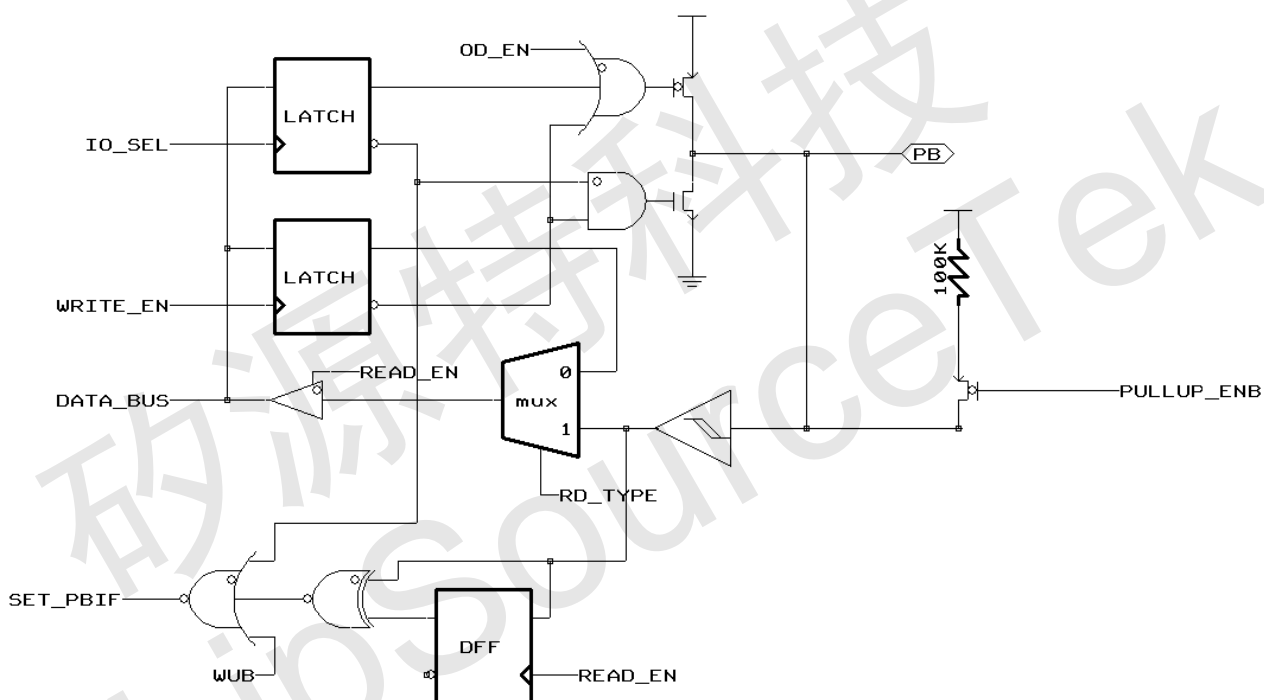 OD_EN
LATCH
IO_SEL
PB
LATCH
100K
WRITE_EN
READ_EN
0
DATA_BUS
mux
PULLUP_ENB
1
RD_TYPE
SET_PBIF
DFF
WUB
READ_EN
矽源特科技
ipSourceTek